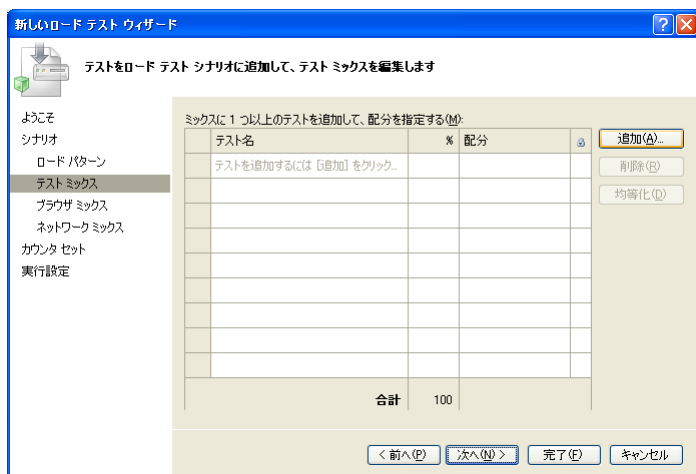 新しいロード テスト ウィザード
テストをロード テスト シナリオに追加して、テスト ミックスを編集します
ようこそ
シナリオ
ロード パターン
テスト ミックス
ブラウザ ミックス
ネットワーク ミックス
カウンタ セット
実行設定
ミックスに 1 つ以上のテストを追加して、配分を指定する(M):
テスト名 % 配分
テストを追加するには [追加] をクリック...
合計 100
追加(A)...
削除(R)
均等化(D)
< 前へ(P) 次へ(N) > 完了(F) キャンセル